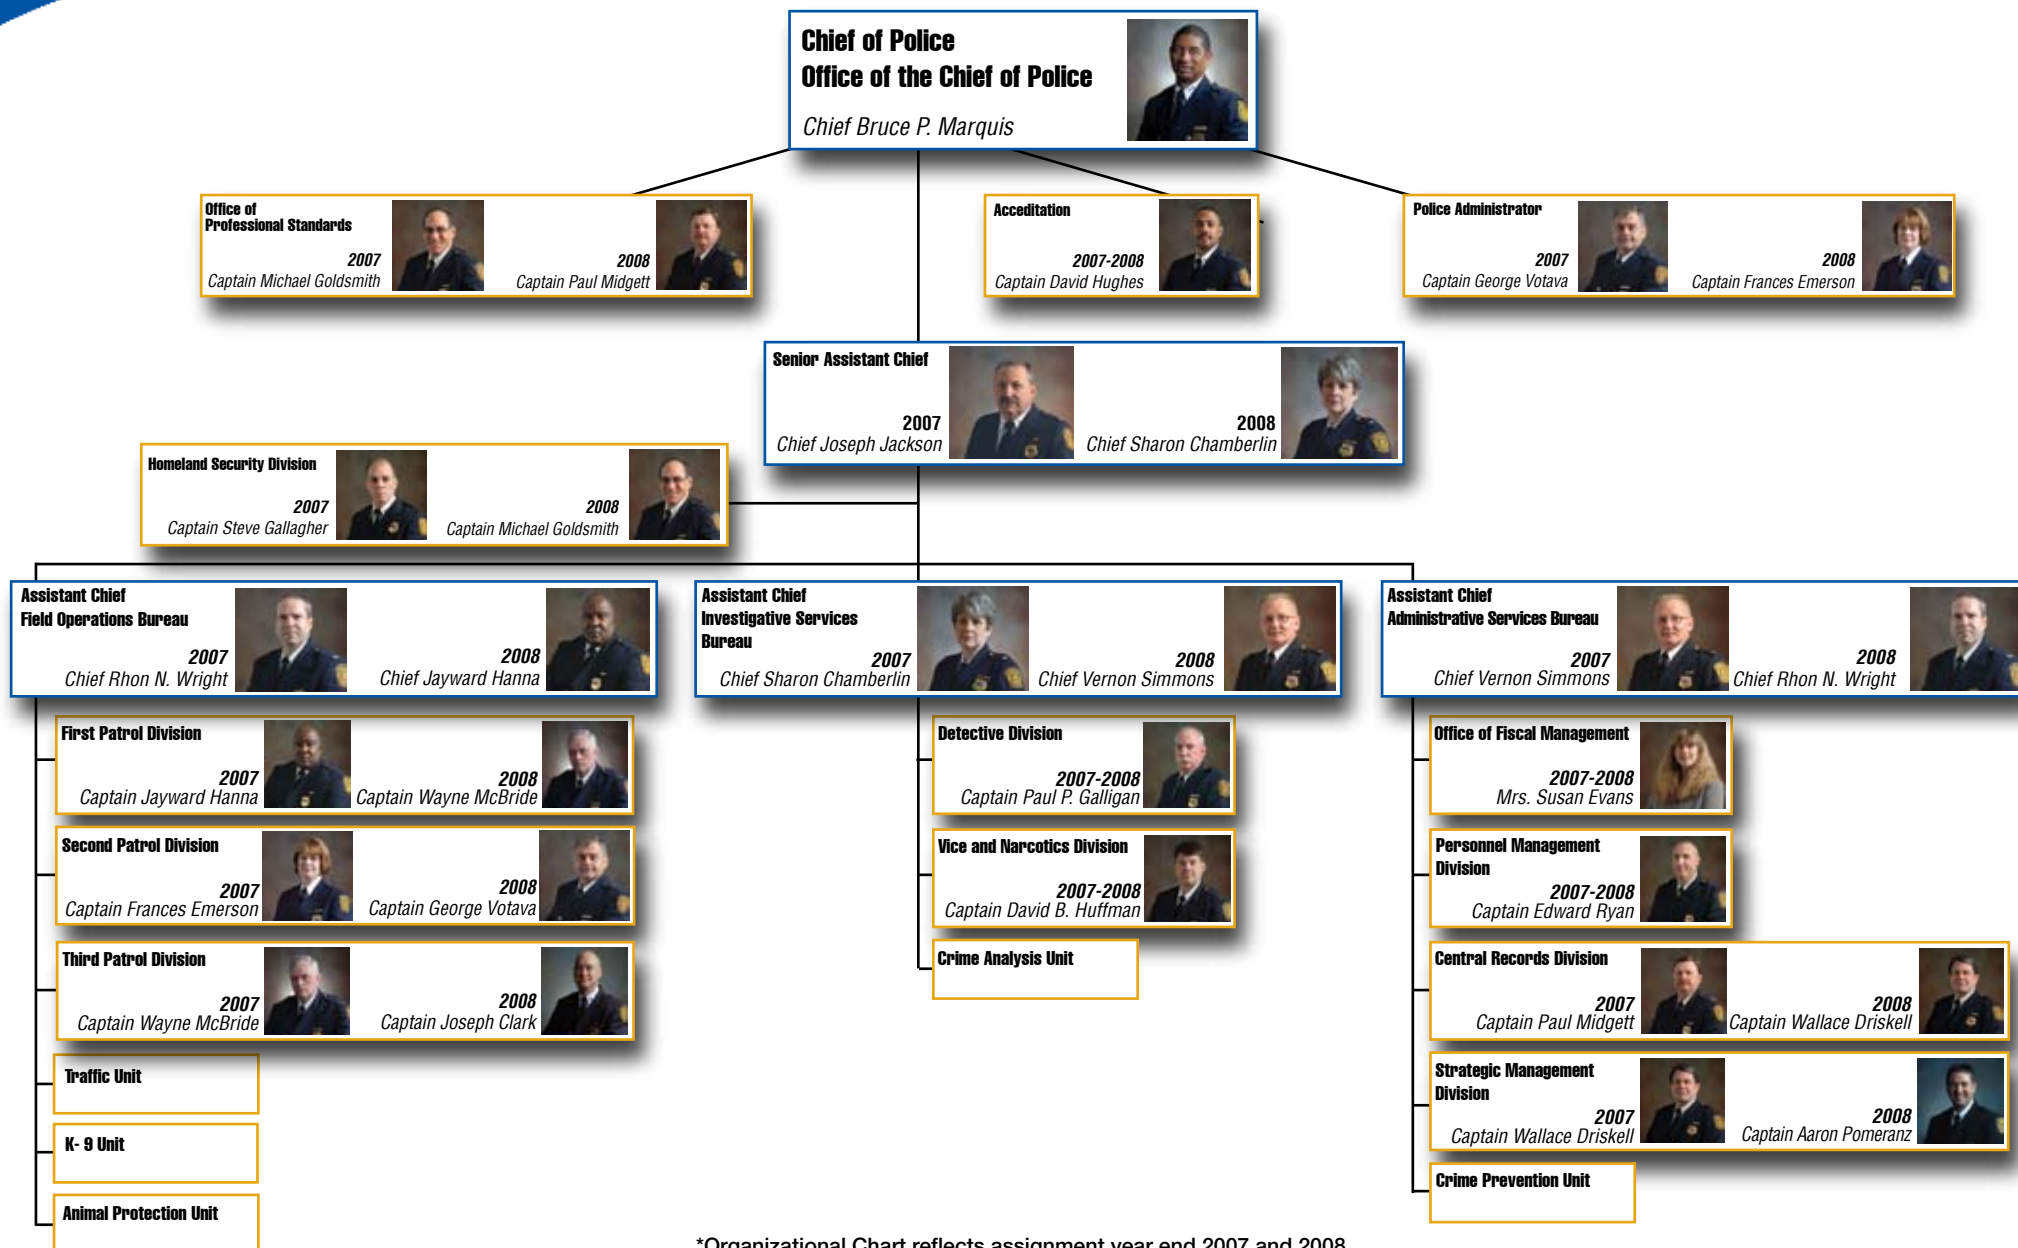 Chief of Police
Office of the Chief of Police
Chief Bruce P. Marquis
Office of
Professional Standards
2007
Captain Michael Goldsmith
2008
Captain Paul Midgett
Acceditation
2007-2008
Captain David Hughes
Police Administrator
2007
Captain George Votava
2008
Captain Frances Emerson
Senior Assistant Chief
2007
Chief Joseph Jackson
2008
Chief Sharon Chamberlin
Homeland Security Division
2007
Captain Steve Gallagher
2008
Captain Michael Goldsmith
Assistant Chief
Field Operations Bureau
2007
Chief Rhon N. Wright
2008
Chief Jayward Hanna
Assistant Chief
Investigative Services
Bureau
2007
Chief Sharon Chamberlin
2008
Chief Vernon Simmons
Assistant Chief
Administrative Services Bureau
2007
Chief Vernon Simmons
2008
Chief Rhon N. Wright
First Patrol Division
2007
Captain Jayward Hanna
2008
Captain Wayne McBride
Second Patrol Division
2007
Captain Frances Emerson
2008
Captain George Votava
Third Patrol Division
2007
Captain Wayne McBride
2008
Captain Joseph Clark
Traffic Unit
K- 9 Unit
Animal Protection Unit
Detective Division
2007-2008
Captain Paul P. Galligan
Vice and Narcotics Division
2007-2008
Captain David B. Huffman
Crime Analysis Unit
Office of Fiscal Management
2007-2008
Mrs. Susan Evans
Personnel Management
Division
2007-2008
Captain Edward Ryan
Central Records Division
2007
Captain Paul Midgett
2008
Captain Wallace Driskell
Strategic Management
Division
2007
Captain Wallace Driskell
2008
Captain Aaron Pomeranz
Crime Prevention Unit
*Organizational Chart reflects assignment year end 2007 and 2008